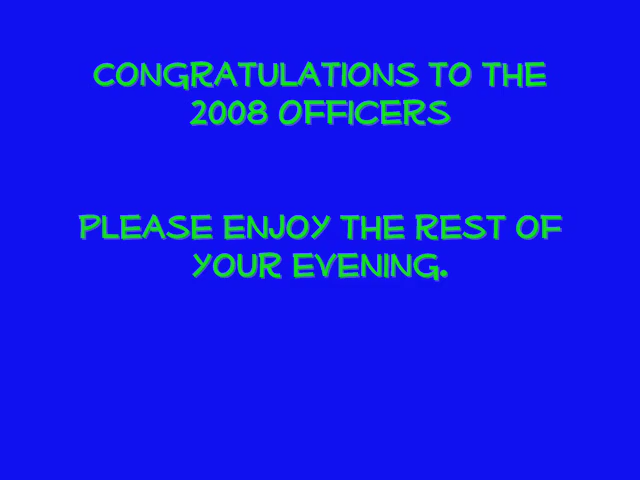 CONGRATULATIONS TO THE
2008 OFFICERS
PLEASE ENJOY THE REST OF
YOUR EVENING.